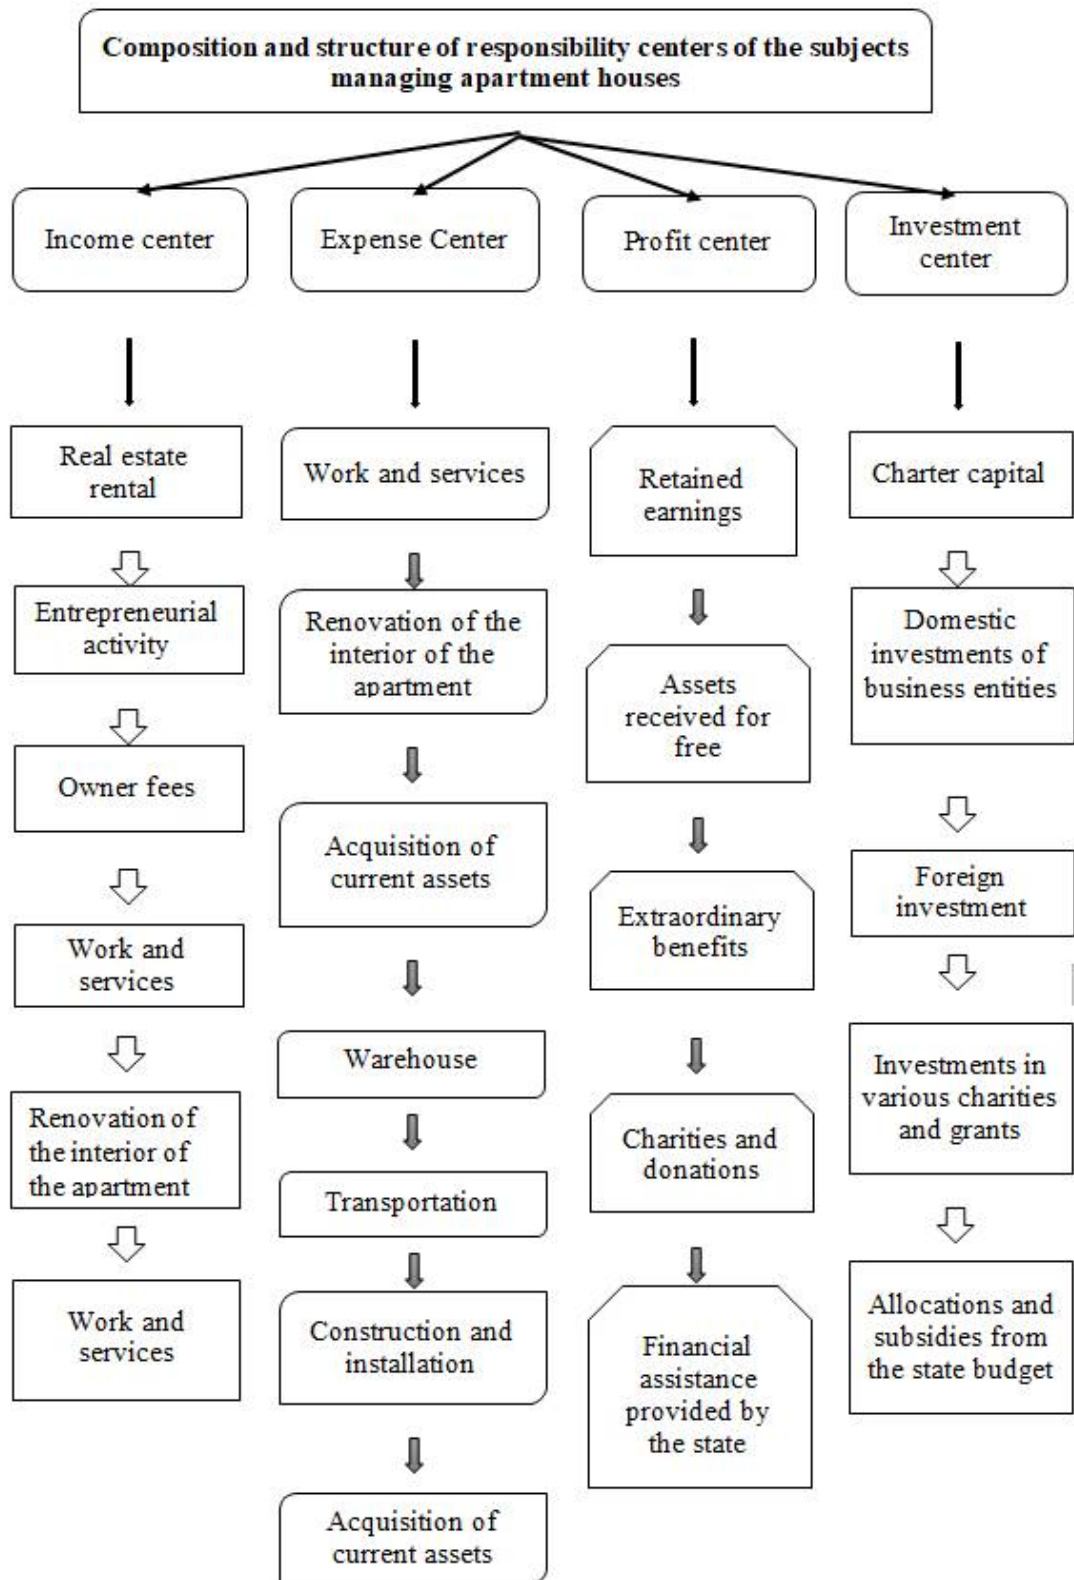 Composition and structure of responsibility centers of the subjects
managing apartment houses
Income center
Expense Center
Profit center
Investment
center
Real estate
rental
Entrepreneurial
activity
Owner fees
Work and
services
Renovation of
the interior of
the apartment
Work and
services
Work and services
Renovation of the
interior of the
apartment
Acquisition of
current assets
Warehouse
Transportation
Construction and
installation
Acquisition of
current assets
Retained
earnings
Assets
received for
free
Extraordinary
benefits
Charities and
donations
Financial
assistance
provided by
the state
Charter capital
Domestic
investments of
business entities
Foreign
investment
Investments in
various charities
and grants
Allocations and
subsidies from
the state budget